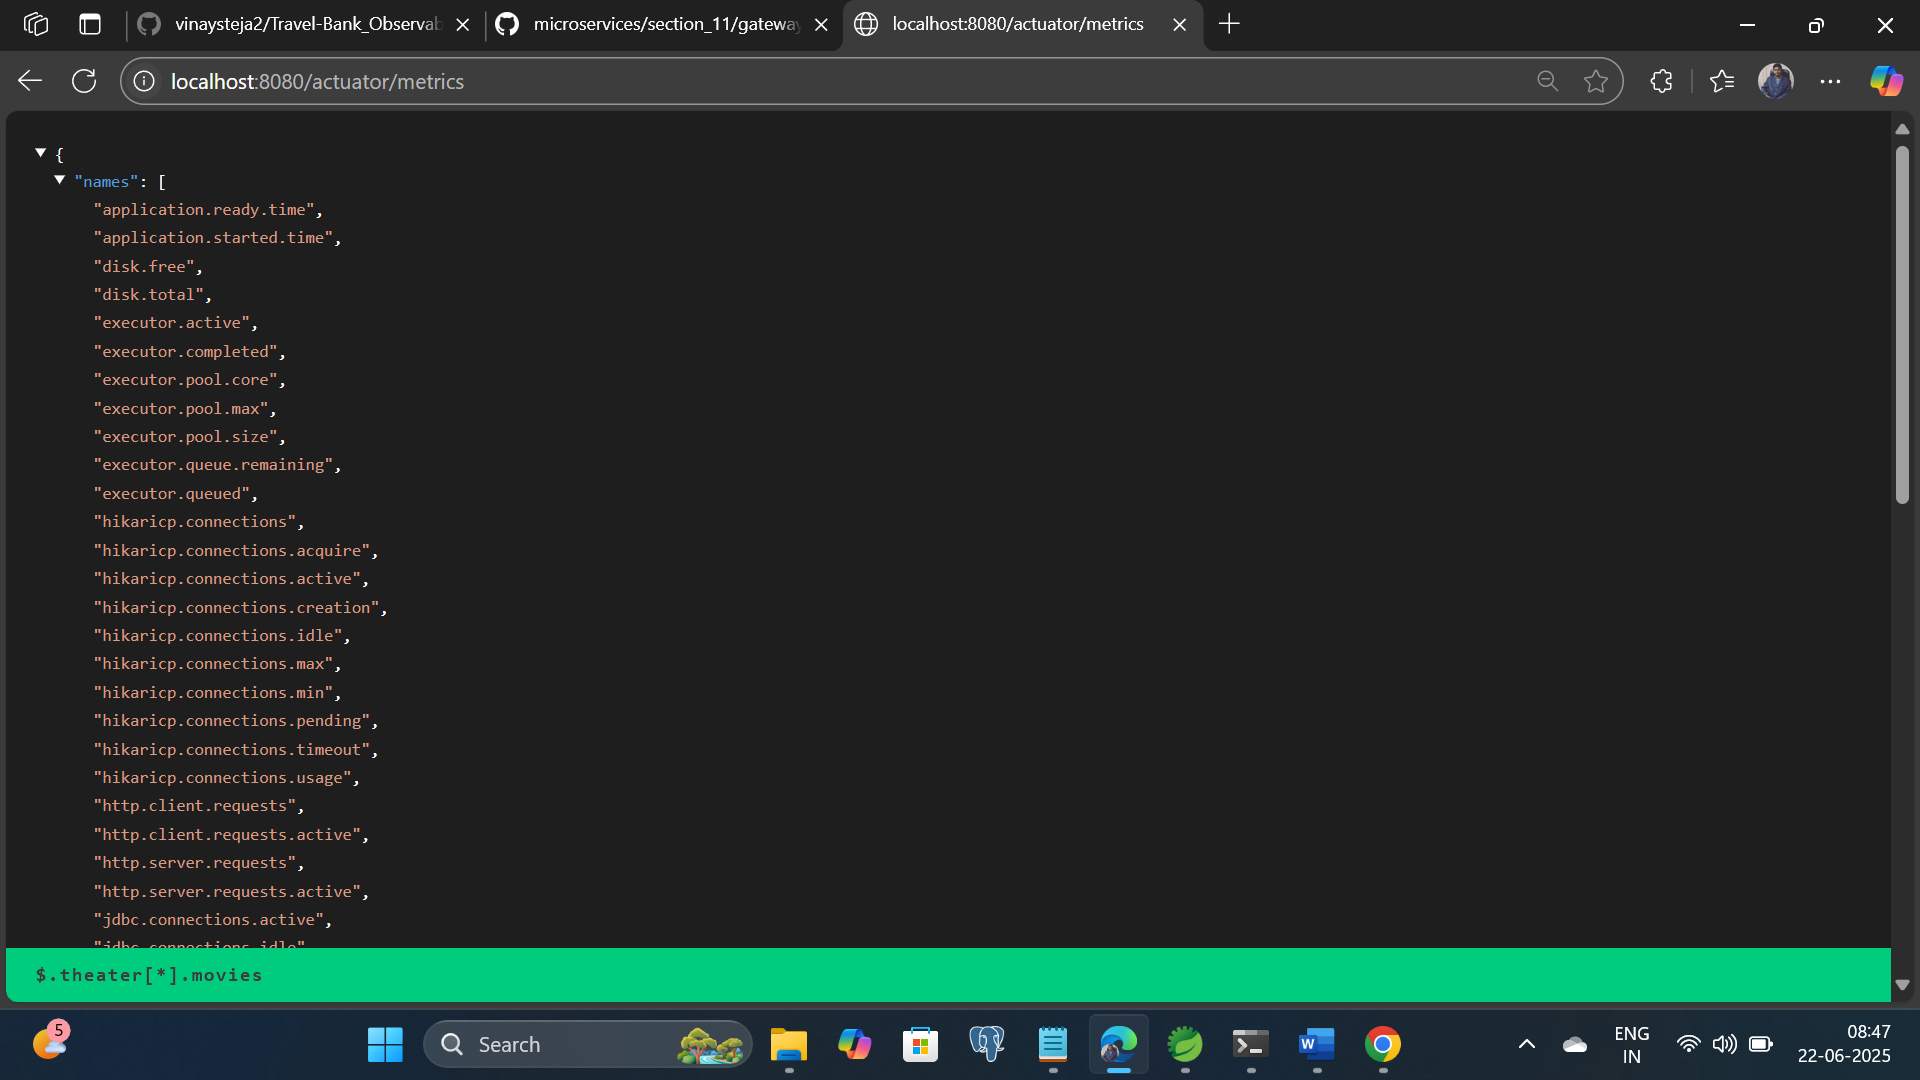 vinaysteja2/Travel-Bank_Observab
microservices/section_11/gateway
localhost:8080/actuator/metrics
localhost:8080/actuator/metrics
{
"names": [
"application.ready.time",
"application.started.time",
"disk.free",
"disk.total",
"executor.active",
"executor.completed",
"executor.pool.core",
"executor.pool.max",
"executor.pool.size",
"executor.queue.remaining",
"executor.queued",
"hikaricp.connections",
"hikaricp.connections.acquire",
"hikaricp.connections.active",
"hikaricp.connections.creation",
"hikaricp.connections.idle",
"hikaricp.connections.max",
"hikaricp.connections.min",
"hikaricp.connections.pending",
"hikaricp.connections.timeout",
"hikaricp.connections.usage",
"http.client.requests",
"http.client.requests.active",
"http.server.requests",
"http.server.requests.active",
"jdbc.connections.active",
"jdbc.connections.idle"
$.theater[*].movies
5
Search
ENG
IN
08:47
22-06-2025